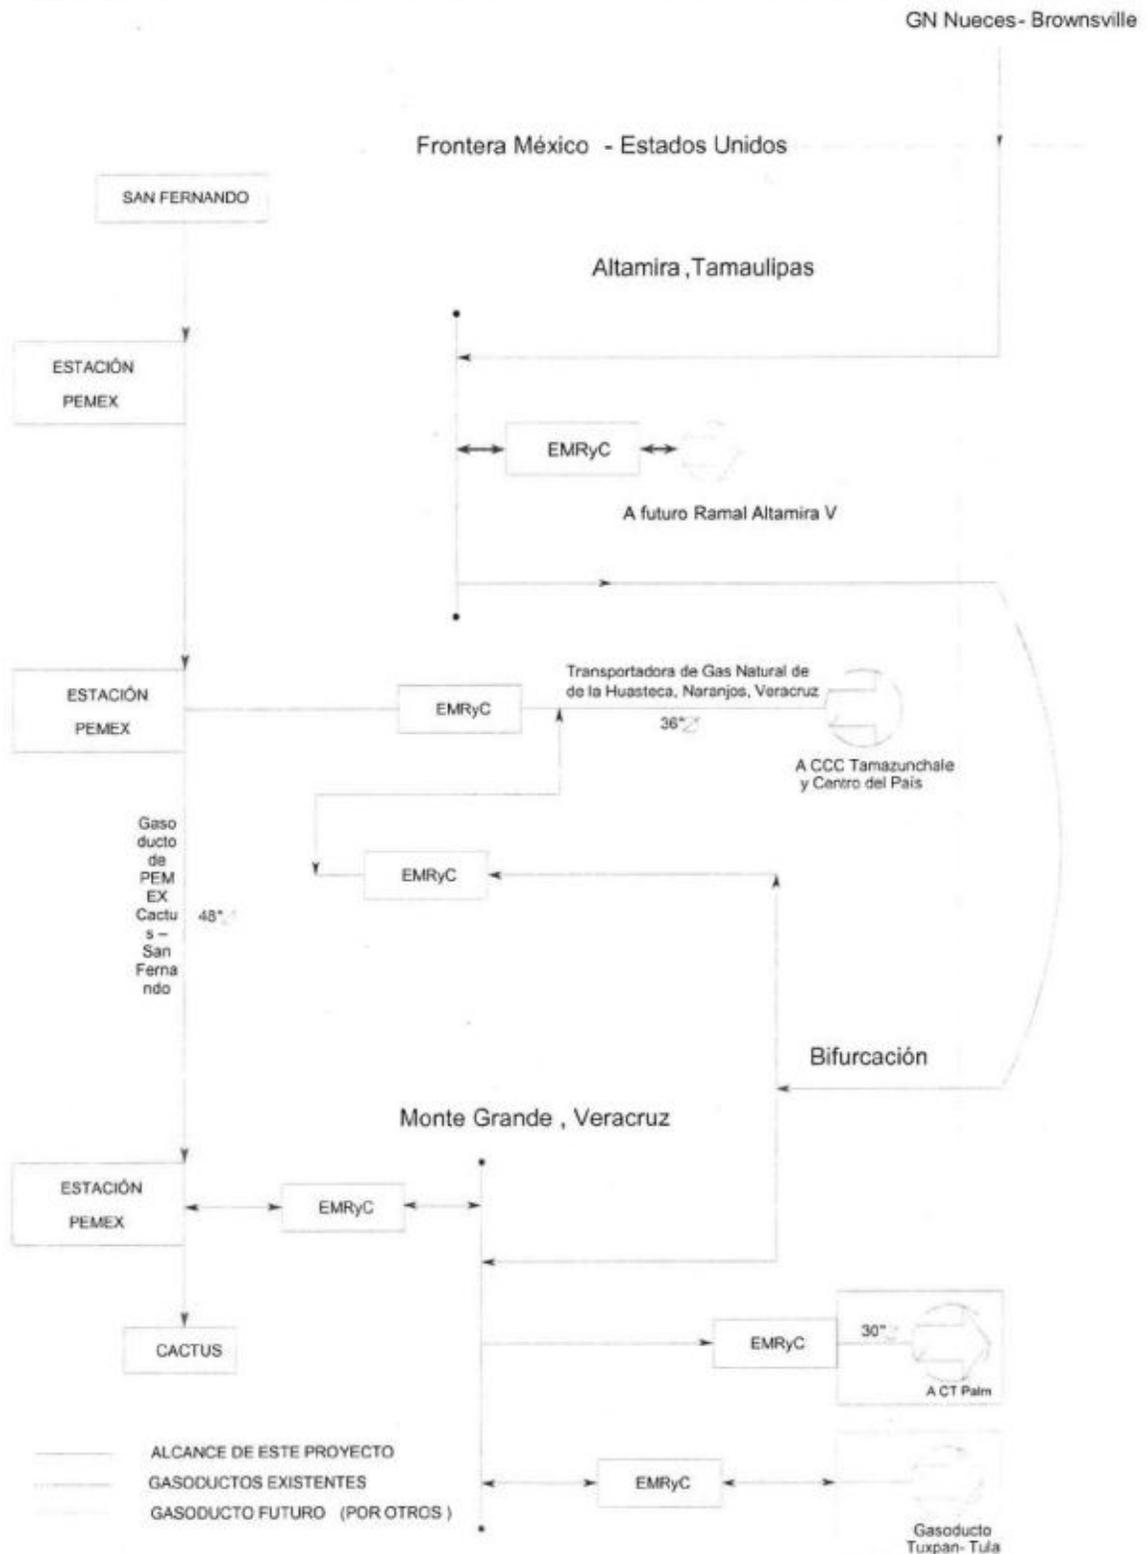 GN Nueces- Brownsville
Frontera México - Estados Unidos
SAN FERNANDO
Altamira ,Tamaulipas
ESTACIÓN
PEMEX
EMRyC
A futuro Ramal Altamira V
Transportadora de Gas Natural de
de la Huasteca, Naranjos, Veracruz
ESTACIÓN
PEMEX
EMRyC
36"
A CCC Tamazunchale
y Centro del País
Gaso
ducto
de
PEM
EX
Cactu
s –
San
Ferna
ndo
48"
EMRyC
Bifurcación
Monte Grande , Veracruz
ESTACIÓN
PEMEX
EMRyC
CACTUS
EMRyC
30"
A CT Palm
ALCANCE DE ESTE PROYECTO
GASODUCTOS EXISTENTES
GASODUCTO FUTURO (POR OTROS )
EMRyC
Gasoducto
Tuxpan- Tula